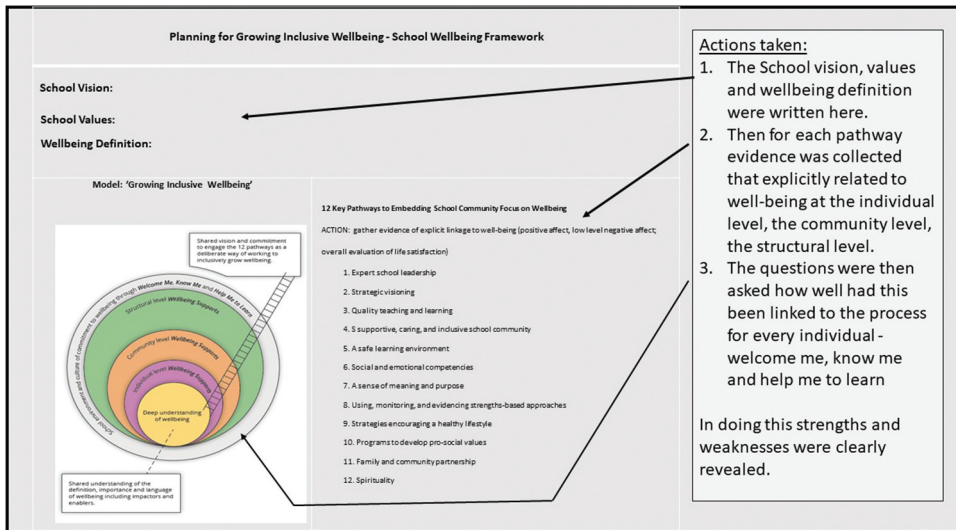 Planning for Growing Inclusive Wellbeing - School Wellbeing Framework
School Vision:
School Values:
Wellbeing Definition:
Model: ‘Growing Inclusive Wellbeing’
Shared vision and commitment
to engage the 12 pathways as a
deliberate way of working to
inclusively grow wellbeing.
School environment and culture of commitment to wellbeing through Welcome Me, Know Me and Help Me to Learn
Structural level Wellbeing Supports
Community level Wellbeing Supports
Individual level Wellbeing Supports
Deep understanding
of wellbeing
Shared understanding of the
definition, importance and language
of wellbeing including impactors and
enablers.
12 Key Pathways to Embedding School Community Focus on Wellbeing
ACTION: gather evidence of explicit linkage to well-being (positive affect, low level negative affect;
overall evaluation of life satisfaction)
1. Expert school leadership
2. Strategic visioning
3. Quality teaching and learning
4. S supportive, caring, and inclusive school community
5. A safe learning environment
6. Social and emotional competencies
7. A sense of meaning and purpose
8. Using, monitoring, and evidencing strengths-based approaches
9. Strategies encouraging a healthy lifestyle
10. Programs to develop pro-social values
11. Family and community partnership
12. Spirituality
Actions taken:
1. The School vision, values
and wellbeing definition
were written here.
2. Then for each pathway
evidence was collected
that explicitly related to
well-being at the individual
level, the community level,
the structural level.
3. The questions were then
asked how well had this
been linked to the process
for every individual -
welcome me, know me
and help me to learn
In doing this strengths and
weaknesses were clearly
revealed.